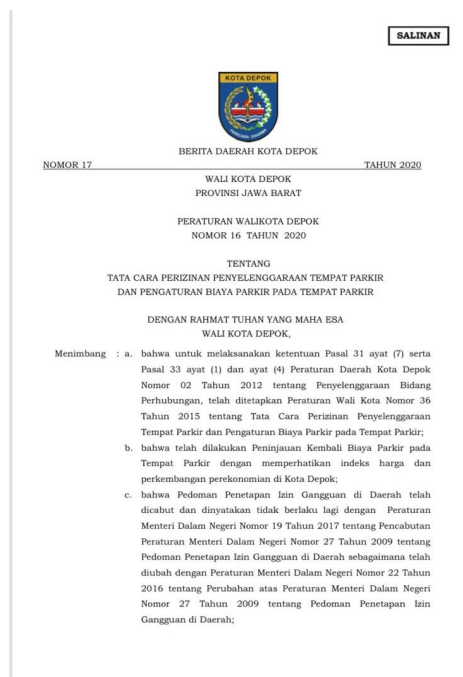 SALINAN
KOTA DEPOK
PARICARA DHARMA
BERITA DAERAH KOTA DEPOK
NOMOR 17 TAHUN 2020
WALI KOTA DEPOK
PROVINSI JAWA BARAT
PERATURAN WALIKOTA DEPOK
NOMOR 16 TAHUN 2020
TENTANG
TATA CARA PERIZINAN PENYELENGGARAAN TEMPAT PARKIR
DAN PENGATURAN BIAYA PARKIR PADA TEMPAT PARKIR
DENGAN RAHMAT TUHAN YANG MAHA ESA
WALI KOTA DEPOK,
Menimbang : a. bahwa untuk melaksanakan ketentuan Pasal 31 ayat (7) serta
Pasal 33 ayat (1) dan ayat (4) Peraturan Daerah Kota Depok
Nomor 02 Tahun 2012 tentang Penyelenggaraan Bidang
Perhubungan, telah ditetapkan Peraturan Wali Kota Nomor 36
Tahun 2015 tentang Tata Cara Perizinan Penyelenggaraan
Tempat Parkir dan Pengaturan Biaya Parkir pada Tempat Parkir;
b. bahwa telah dilakukan Peninjauan Kembali Biaya Parkir pada
Tempat Parkir dengan memperhatikan indeks harga dan
perkembangan perekonomian di Kota Depok;
c. bahwa Pedoman Penetapan Izin Gangguan di Daerah telah
dicabut dan dinyatakan tidak berlaku lagi dengan Peraturan
Menteri Dalam Negeri Nomor 19 Tahun 2017 tentang Pencabutan
Peraturan Menteri Dalam Negeri Nomor 27 Tahun 2009 tentang
Pedoman Penetapan Izin Gangguan di Daerah sebagaimana telah
diubah dengan Peraturan Menteri Dalam Negeri Nomor 22 Tahun
2016 tentang Perubahan atas Peraturan Menteri Dalam Negeri
Nomor 27 Tahun 2009 tentang Pedoman Penetapan Izin
Gangguan di Daerah;